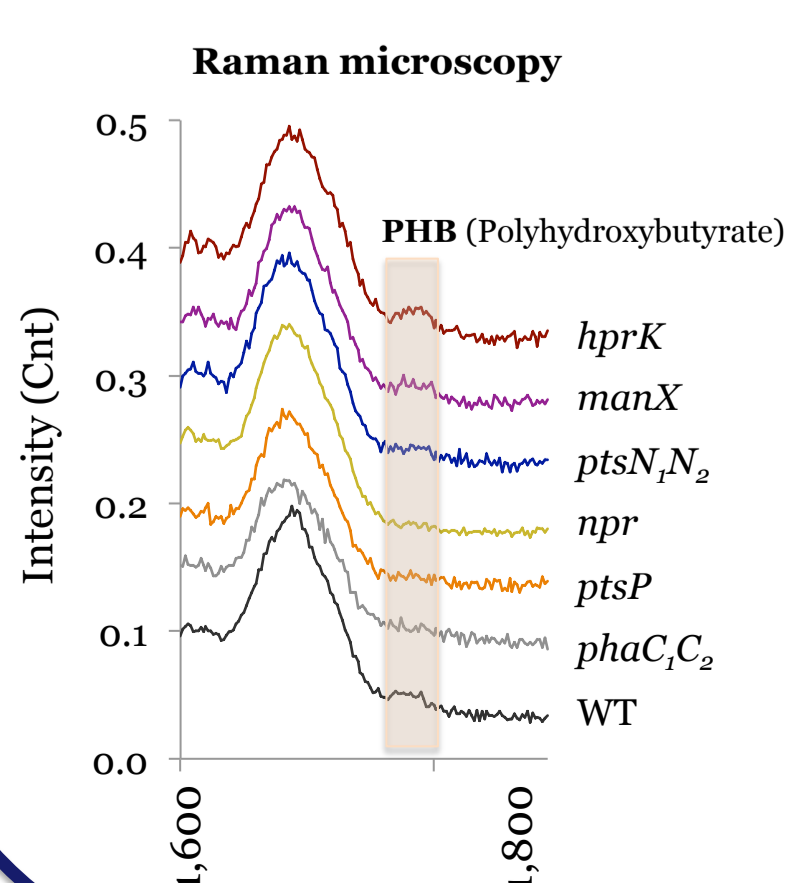 Raman microscopy
0.5
0.4
0.3
0.2
0.1
0.0
Intensity (Cnt)
PHB (Polyhydroxybutyrate)
hprK
manX
ptsN₁N₂
npr
ptsP
phaC₁C₂
WT
1,600
1,800